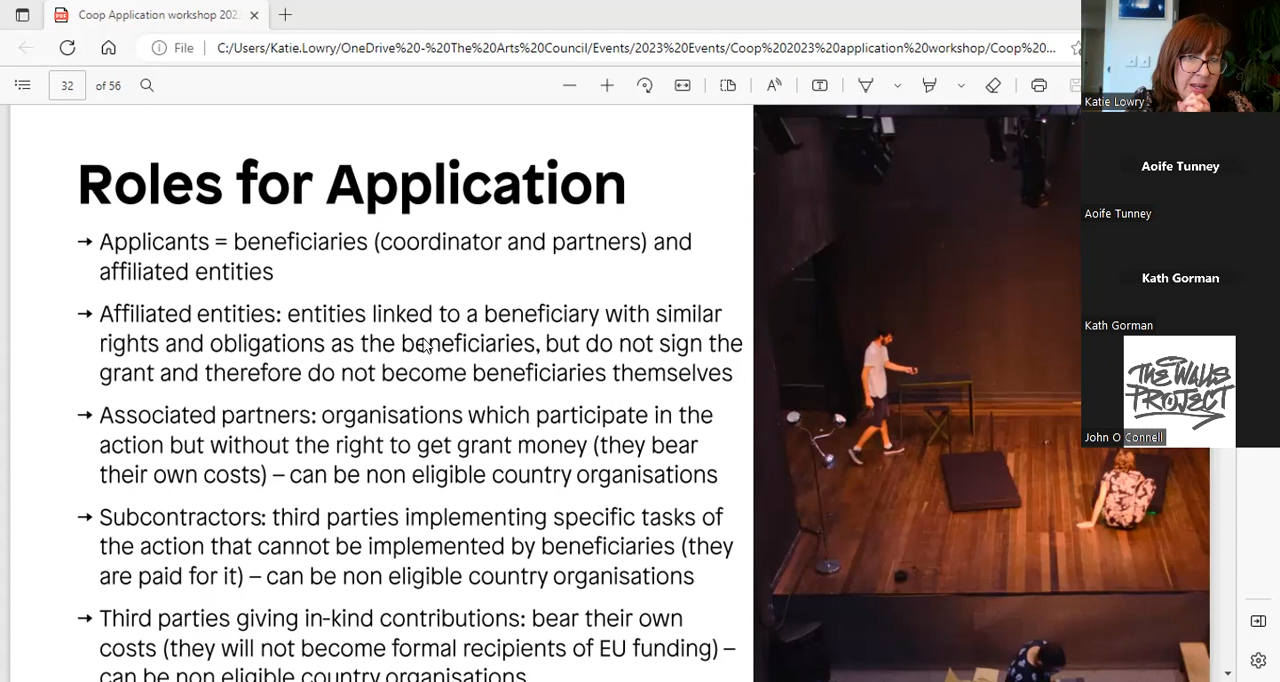 Coop Application workshop 202
File
C:/Users/Katie.Lowry/OneDrive%20-%20The%20Arts%20Council/Events/2023%20Events/Coop%202023%20application%20workshop/Coop%20...
32 of 56
Roles for Application
→ Applicants = beneficiaries (coordinator and partners) and
affiliated entities
→ Affiliated entities: entities linked to a beneficiary with similar
rights and obligations as the beneficiaries, but do not sign the
grant and therefore do not become beneficiaries themselves
→ Associated partners: organisations which participate in the
action but without the right to get grant money (they bear
their own costs) – can be non eligible country organisations
→ Subcontractors: third parties implementing specific tasks of
the action that cannot be implemented by beneficiaries (they
are paid for it) – can be non eligible country organisations
→ Third parties giving in-kind contributions: bear their own
costs (they will not become formal recipients of EU funding) –
can be non eligible country organisations
Katie Lowry
Aoife Tunney
Aoife Tunney
Kath Gorman
Kath Gorman
THE WALLS
PROJECT
John O Connell